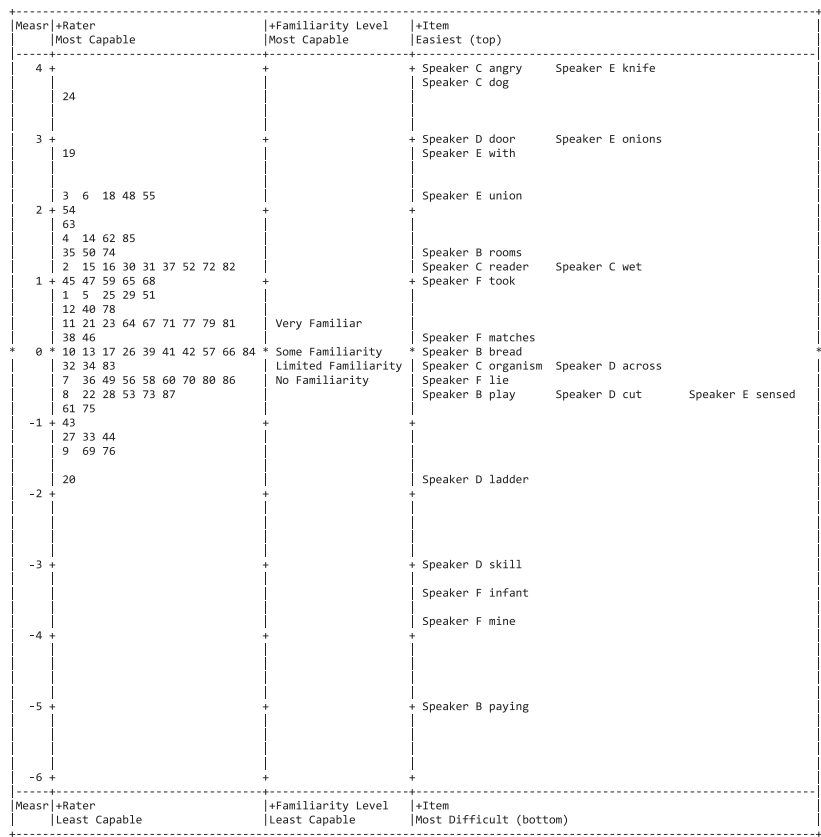 Measr +Rater +Familiarity Level +Item
Most Capable Most Capable Easiest (top)
4 Speaker C angry Speaker E knife
Speaker C dog
24
3 Speaker D door Speaker E onions
19 Speaker E with
3 6 18 48 55 Speaker E union
2 54
63
4 14 62 85
35 50 74 Speaker B rooms
2 15 16 30 31 37 52 72 82 Speaker C reader Speaker C wet
1 45 47 59 65 68 Speaker F took
1 5 25 29 51
12 40 78
11 21 23 64 67 71 77 79 81 Very Familiar
38 46 Speaker F matches
* 0 * 10 13 17 26 39 41 42 57 66 84 * Some Familiarity * Speaker B bread *
32 34 83 Limited Familiarity Speaker C organism Speaker D across
7 36 49 56 58 60 70 80 86 No Familiarity Speaker F lie
8 22 28 53 73 87 Speaker B play Speaker D cut Speaker E sensed
61 75
-1 43
27 33 44
9 69 76
20 Speaker D ladder
-2
-3 Speaker D skill
Speaker F infant
Speaker F mine
-4
-5 Speaker B paying
-6
Measr +Rater +Familiarity Level +Item
Least Capable Least Capable Most Difficult (bottom)